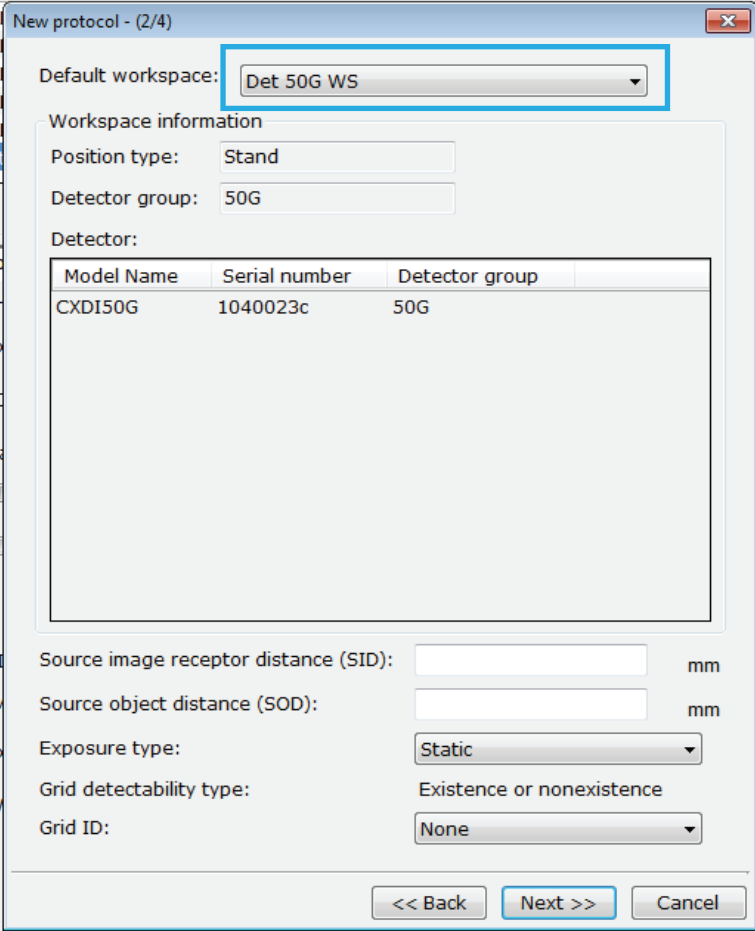 New protocol - (2/4)
Default workspace: Det 50G WS
Workspace information
Position type: Stand
Detector group: 50G
Detector:
Model Name Serial number Detector group
CXDI50G 1040023c 50G
Source image receptor distance (SID): mm
Source object distance (SOD): mm
Exposure type: Static
Grid detectability type: Existence or nonexistence
Grid ID: None
<< Back Next >> Cancel